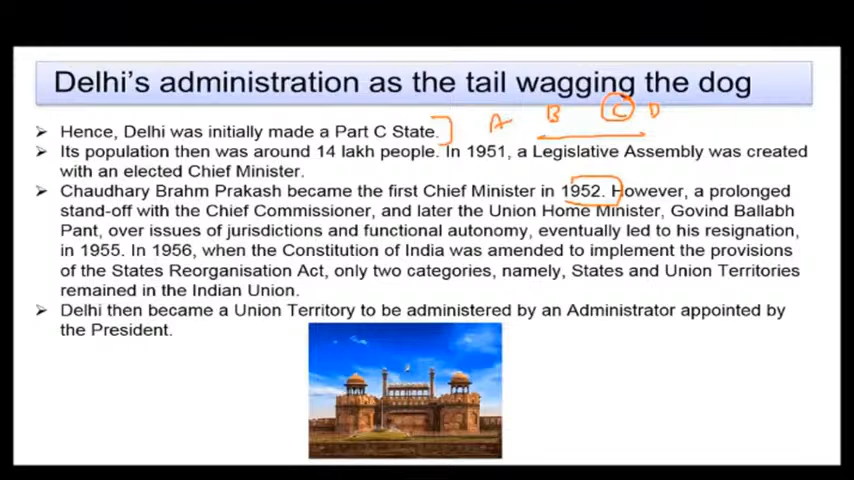 Delhi's administration as the tail wagging the dog
A B C D
➤ Hence, Delhi was initially made a Part C State.
➤ Its population then was around 14 lakh people. In 1951, a Legislative Assembly was created
with an elected Chief Minister.
➤ Chaudhary Brahm Prakash became the first Chief Minister in 1952. However, a prolonged
stand-off with the Chief Commissioner, and later the Union Home Minister, Govind Ballabh
Pant, over issues of jurisdictions and functional autonomy, eventually led to his resignation,
in 1955. In 1956, when the Constitution of India was amended to implement the provisions
of the States Reorganisation Act, only two categories, namely, States and Union Territories
remained in the Indian Union.
➤ Delhi then became a Union Territory to be administered by an Administrator appointed by
the President.